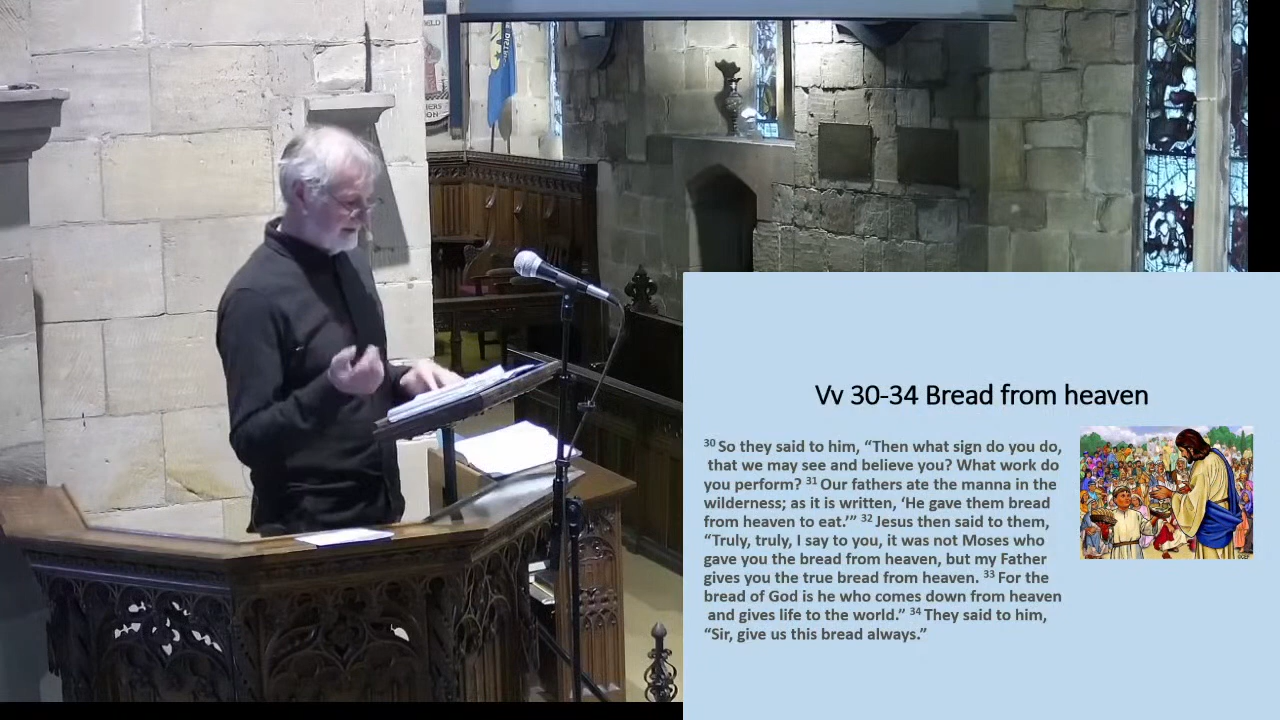 IELD
HERS
ON
DIEU
Vv 30-34 Bread from heaven
30 So they said to him, “Then what sign do you do,
that we may see and believe you? What work do
you perform? 31 Our fathers ate the manna in the
wilderness; as it is written, ‘He gave them bread
from heaven to eat.’” 32 Jesus then said to them,
“Truly, truly, I say to you, it was not Moses who
gave you the bread from heaven, but my Father
gives you the true bread from heaven. 33 For the
bread of God is he who comes down from heaven
and gives life to the world.” 34 They said to him,
“Sir, give us this bread always.”